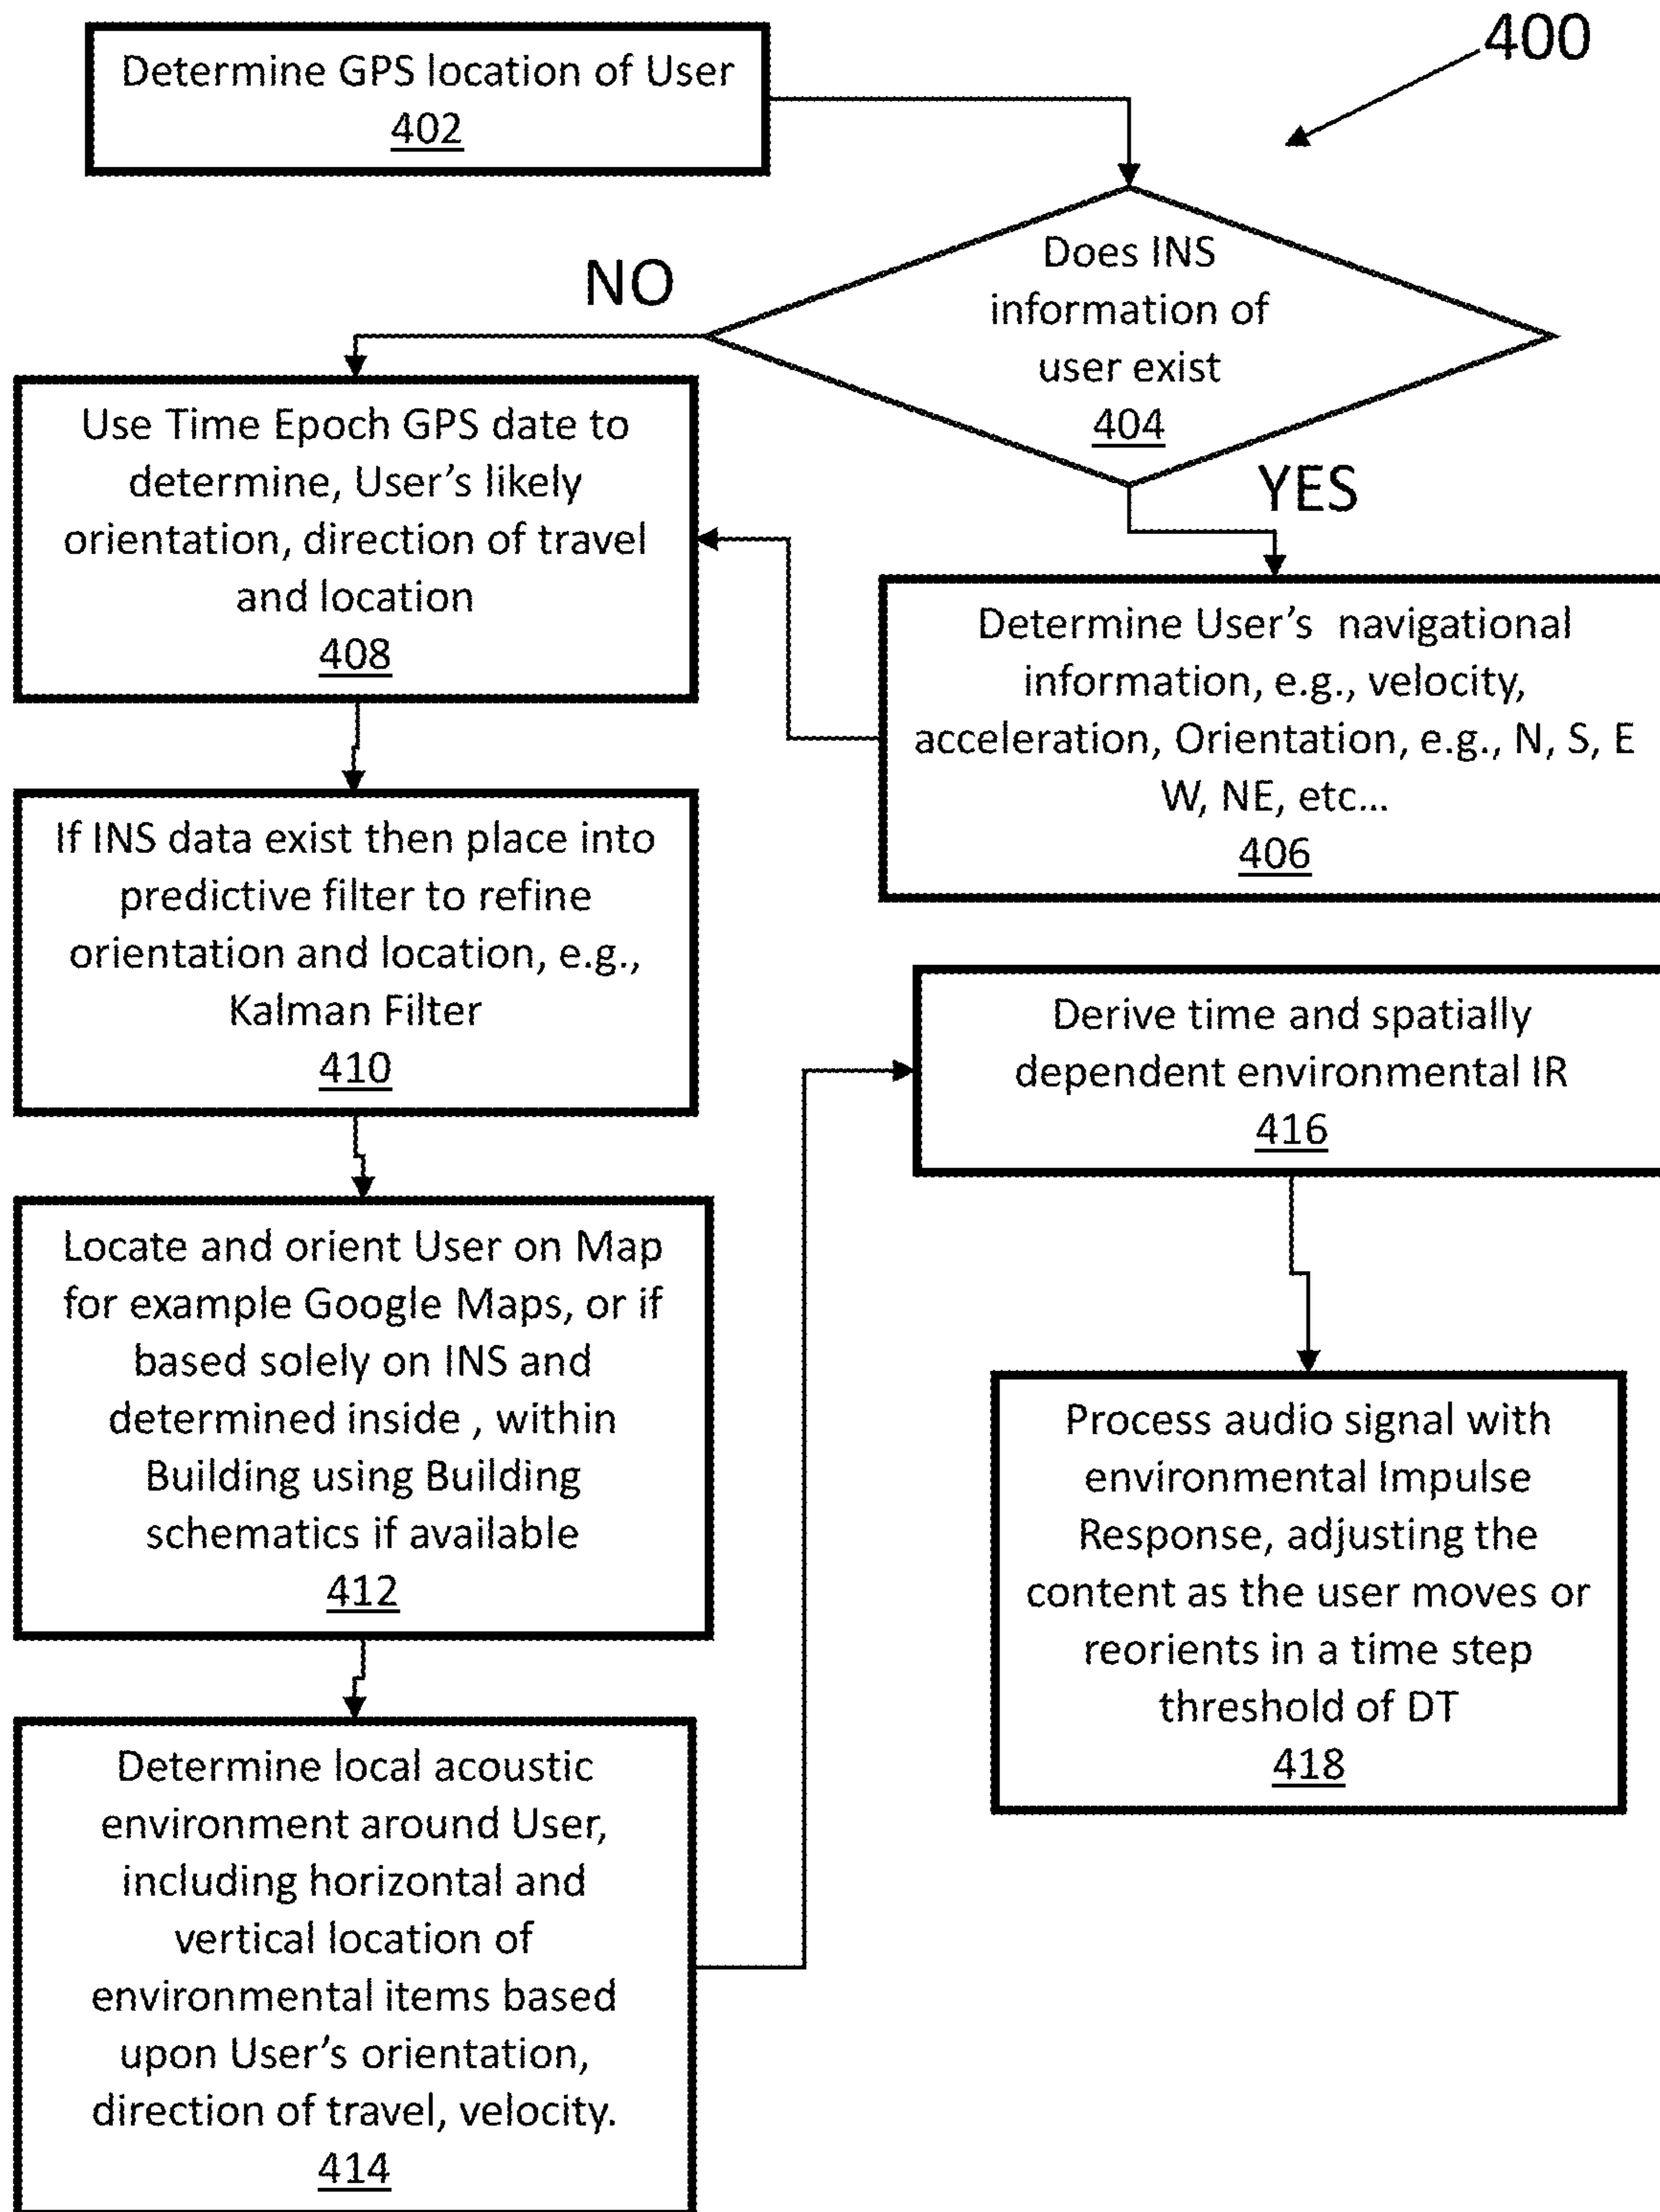 400
Determine GPS location of User
402
Does INS
information of
user exist
404
NO
YES
Determine User's navigational
information, e.g., velocity,
acceleration, Orientation, e.g., N, S, E
W, NE, etc...
406
Use Time Epoch GPS date to
determine, User's likely
orientation, direction of travel
and location
408
If INS data exist then place into
predictive filter to refine
orientation and location, e.g.,
Kalman Filter
410
Locate and orient User on Map
for example Google Maps, or if
based solely on INS and
determined inside , within
Building using Building
schematics if available
412
Determine local acoustic
environment around User,
including horizontal and
vertical location of
environmental items based
upon User's orientation,
direction of travel, velocity.
414
Derive time and spatially
dependent environmental IR
416
Process audio signal with
environmental Impulse
Response, adjusting the
content as the user moves or
reorients in a time step
threshold of DT
418